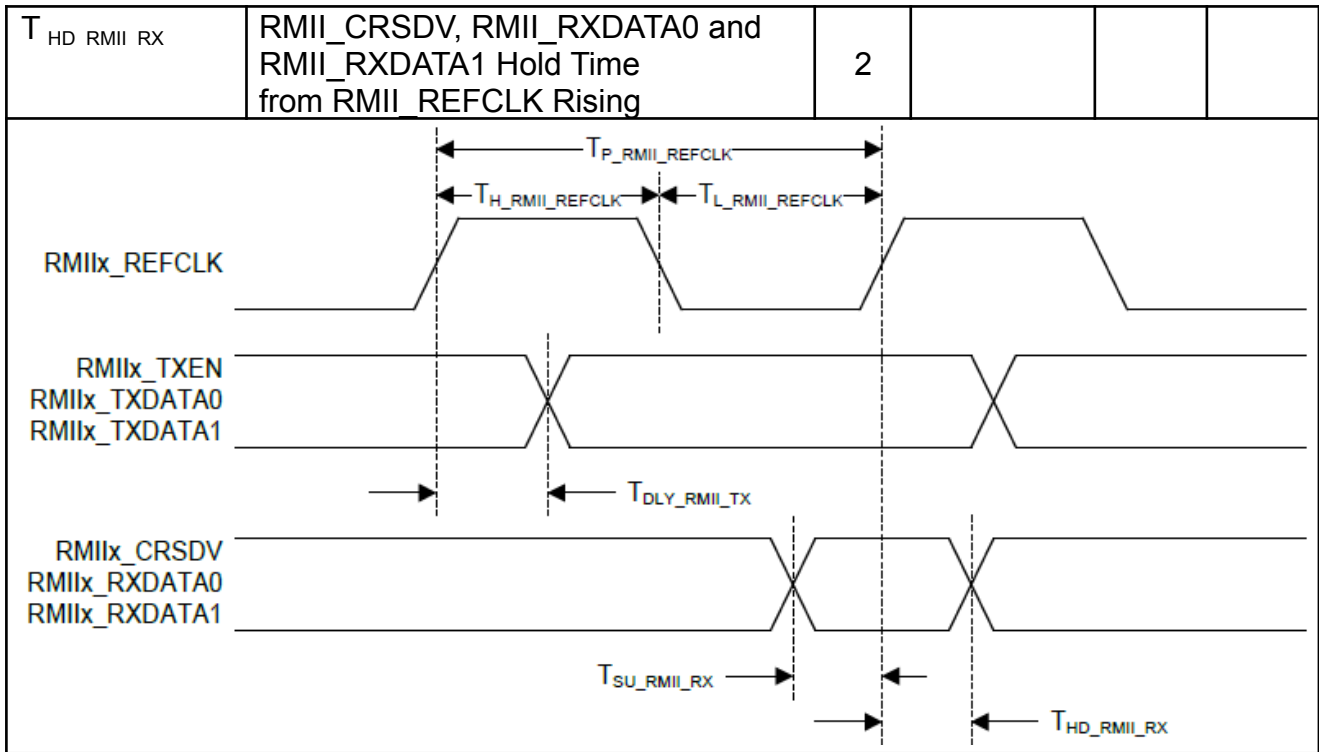 T HD RMII RX
RMII_CRSDV, RMII_RXDATA0 and
RMII_RXDATA1 Hold Time
from RMII_REFCLK Rising
2
TP_RMII_REFCLK
TH_RMII_REFCLK
TL_RMII_REFCLK
RMIIx_REFCLK
RMIIx_TXEN
RMIIx_TXDATA0
RMIIx_TXDATA1
TDLY_RMII_TX
RMIIx_CRSDV
RMIIx_RXDATA0
RMIIx_RXDATA1
TSU_RMII_RX
THD_RMII_RX